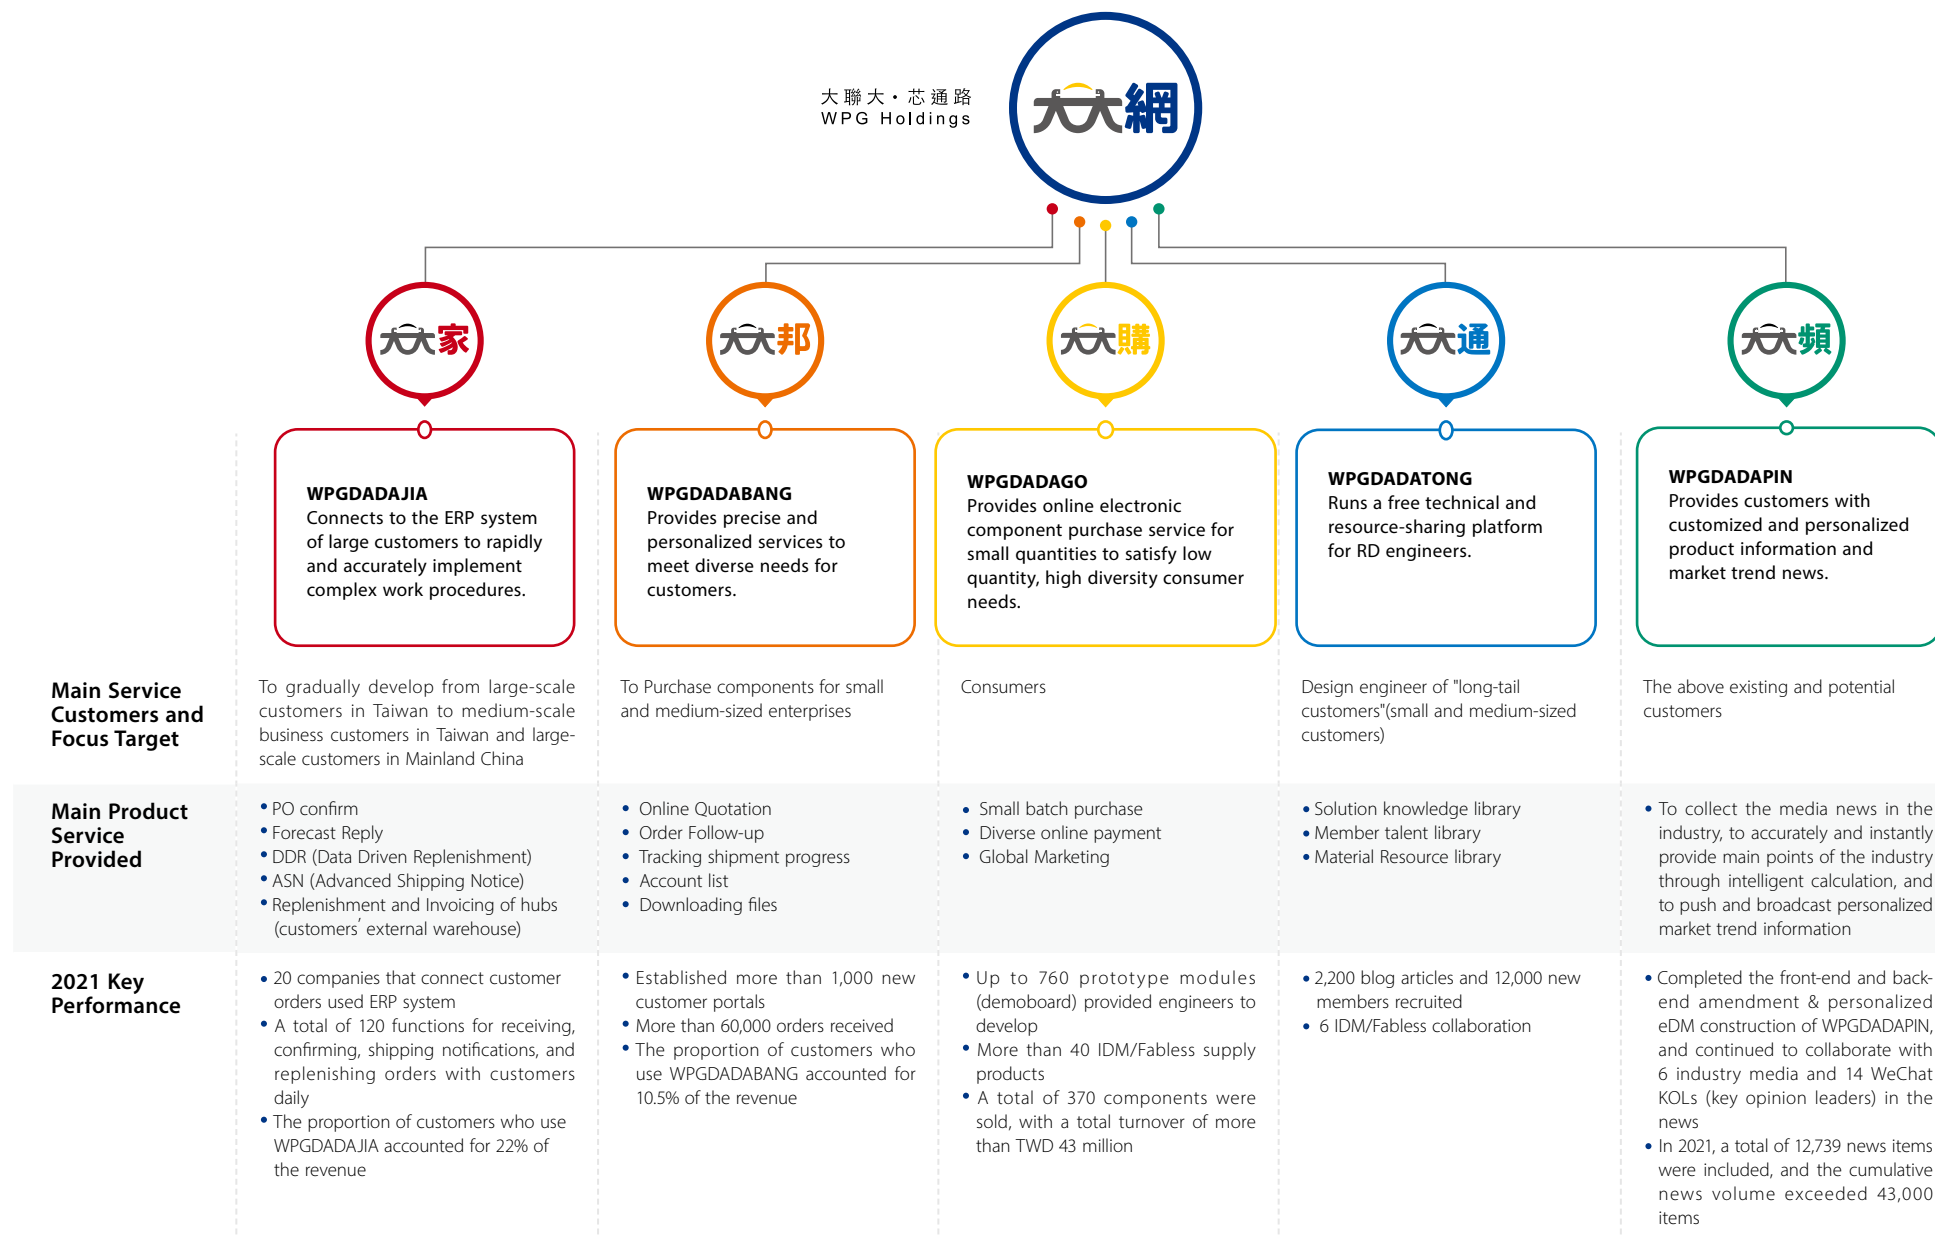 大聯大・芯通路
WPG Holdings
大大網
大大家
大大邦
大大購
大大通
大大頻
WPGDADAJIA
Connects to the ERP system
of large customers to rapidly
and accurately implement
complex work procedures.
WPGDADABANG
Provides precise and
personalized services to
meet diverse needs for
customers.
WPGDADAGO
Provides online electronic
component purchase service for
small quantities to satisfy low
quantity, high diversity consumer
needs.
WPGDADATONG
Runs a free technical and
resource-sharing platform
for RD engineers.
WPGDADAPIN
Provides customers with
customized and personalized
product information and
market trend news.
Main Service
Customers and
Focus Target
To gradually develop from large-scale
customers in Taiwan to medium-scale
business customers in Taiwan and large-
scale customers in Mainland China
To Purchase components for small
and medium-sized enterprises
Consumers
Design engineer of "long-tail
customers"(small and medium-sized
customers)
The above existing and potential
customers
Main Product
Service
Provided
• PO confirm
• Forecast Reply
• DDR (Data Driven Replenishment)
• ASN (Advanced Shipping Notice)
• Replenishment and Invoicing of hubs
(customers' external warehouse)
• Online Quotation
• Order Follow-up
• Tracking shipment progress
• Account list
• Downloading files
• Small batch purchase
• Diverse online payment
• Global Marketing
• Solution knowledge library
• Member talent library
• Material Resource library
• To collect the media news in the
industry, to accurately and instantly
provide main points of the industry
through intelligent calculation, and
to push and broadcast personalized
market trend information
2021 Key
Performance
• 20 companies that connect customer
orders used ERP system
• A total of 120 functions for receiving,
confirming, shipping notifications, and
replenishing orders with customers
daily
• The proportion of customers who use
WPGDADAJIA accounted for 22% of
the revenue
• Established more than 1,000 new
customer portals
• More than 60,000 orders received
• The proportion of customers who
use WPGDADABANG accounted for
10.5% of the revenue
• Up to 760 prototype modules
(demoboard) provided engineers to
develop
• More than 40 IDM/Fabless supply
products
• A total of 370 components were
sold, with a total turnover of more
than TWD 43 million
• 2,200 blog articles and 12,000 new
members recruited
• 6 IDM/Fabless collaboration
• Completed the front-end and back-
end amendment & personalized
eDM construction of WPGDADAPIN,
and continued to collaborate with
6 industry media and 14 WeChat
KOLs (key opinion leaders) in the
news
• In 2021, a total of 12,739 news items
were included, and the cumulative
news volume exceeded 43,000
items